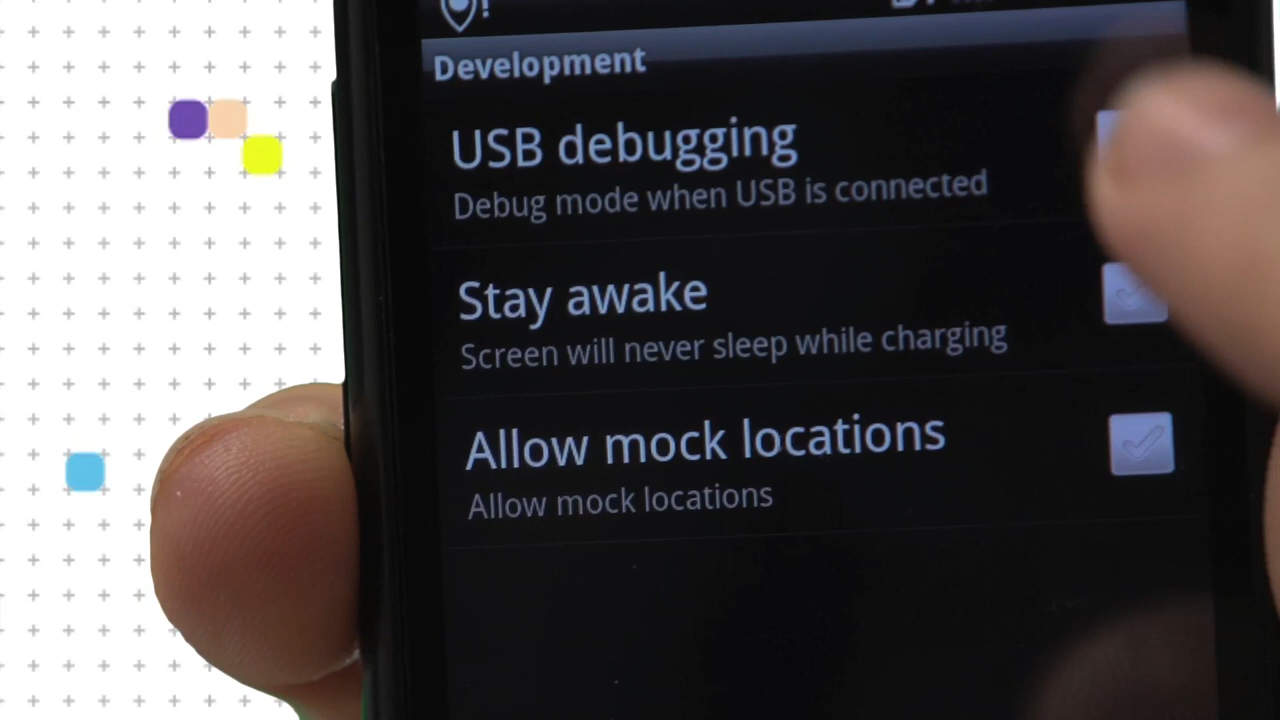 Development
USB debugging
Debug mode when USB is connected
Stay awake
Screen will never sleep while charging
Allow mock locations
Allow mock locations